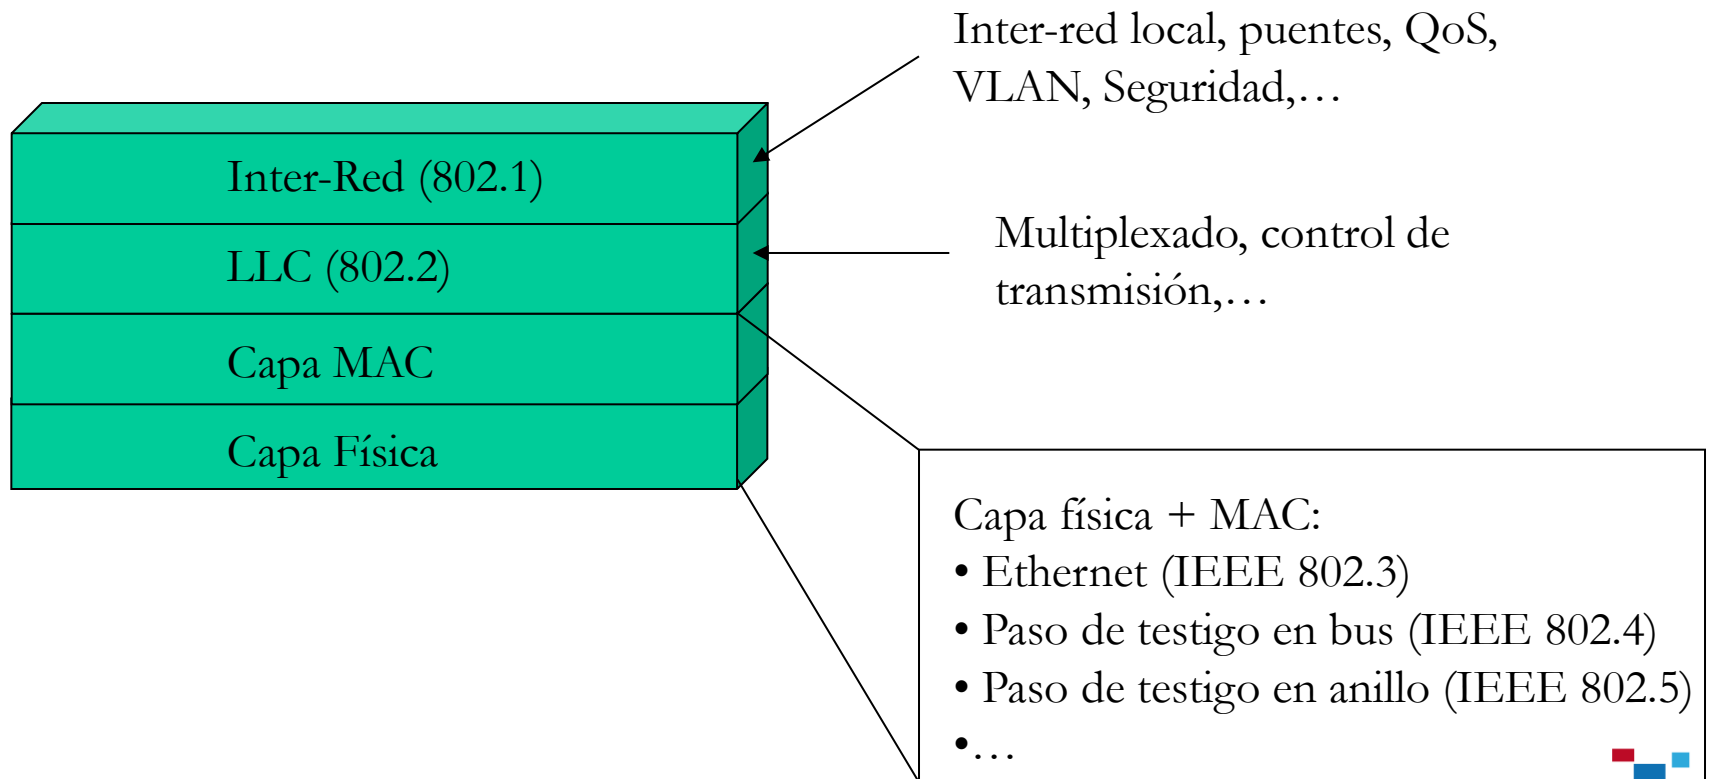 Inter-red local, puentes, QoS,
VLAN, Seguridad,…
Inter-Red (802.1)
LLC (802.2)
Multiplexado, control de
transmisión,…
Capa MAC
Capa Física
Capa física + MAC:
• Ethernet (IEEE 802.3)
• Paso de testigo en bus (IEEE 802.4)
• Paso de testigo en anillo (IEEE 802.5)
•…